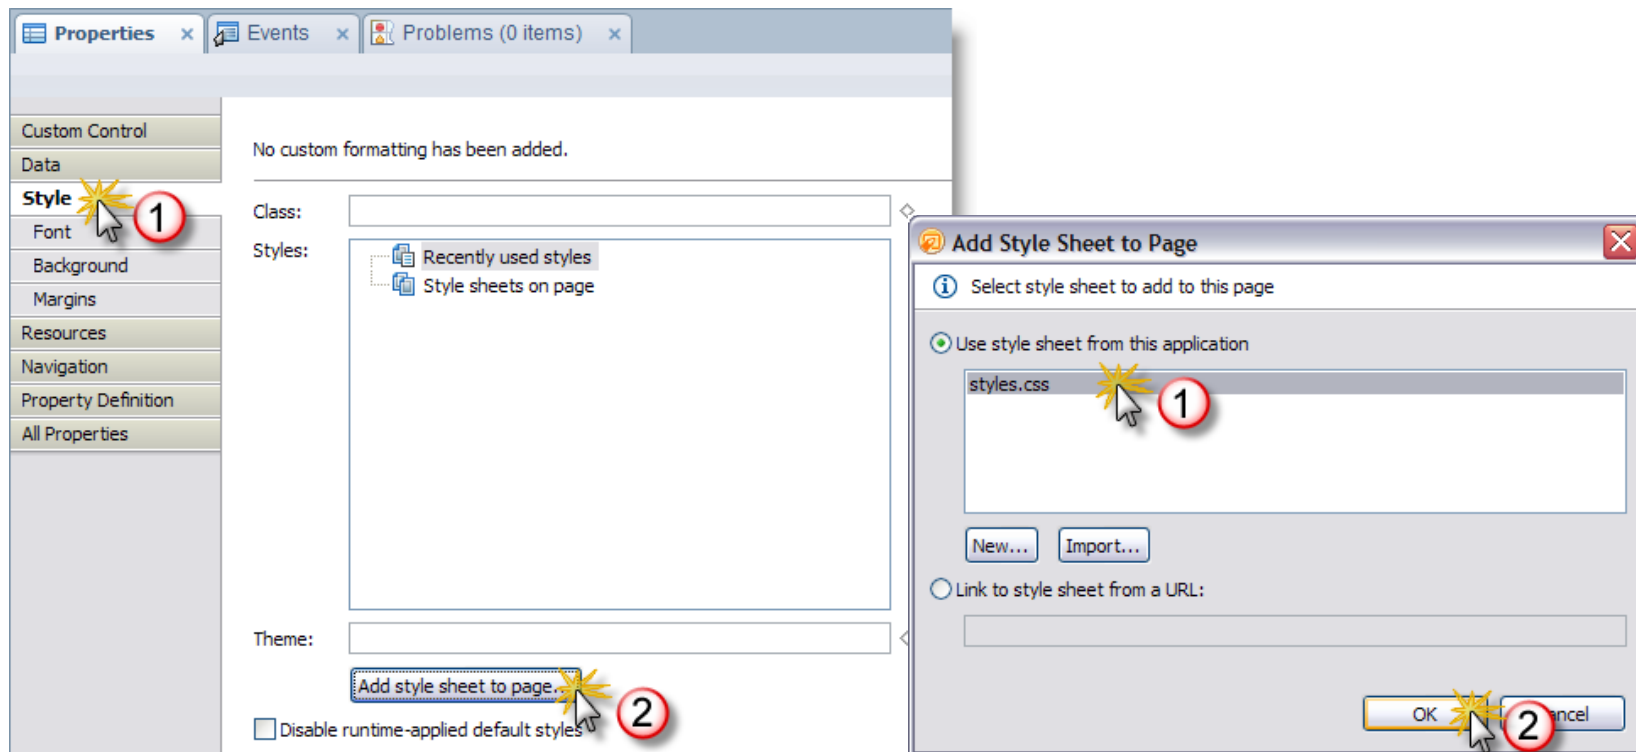 Properties
Events
Problems (0 items)
Custom Control
Data
Style
1
Font
Background
Margins
Resources
Navigation
Property Definition
All Properties
No custom formatting has been added.
Class:
Styles:
Recently used styles
Style sheets on page
Theme:
Add style sheet to page...
2
Disable runtime-applied default styles
Add Style Sheet to Page
Select style sheet to add to this page
Use style sheet from this application
styles.css
1
New...
Import...
Link to style sheet from a URL:
OK
2
ncel